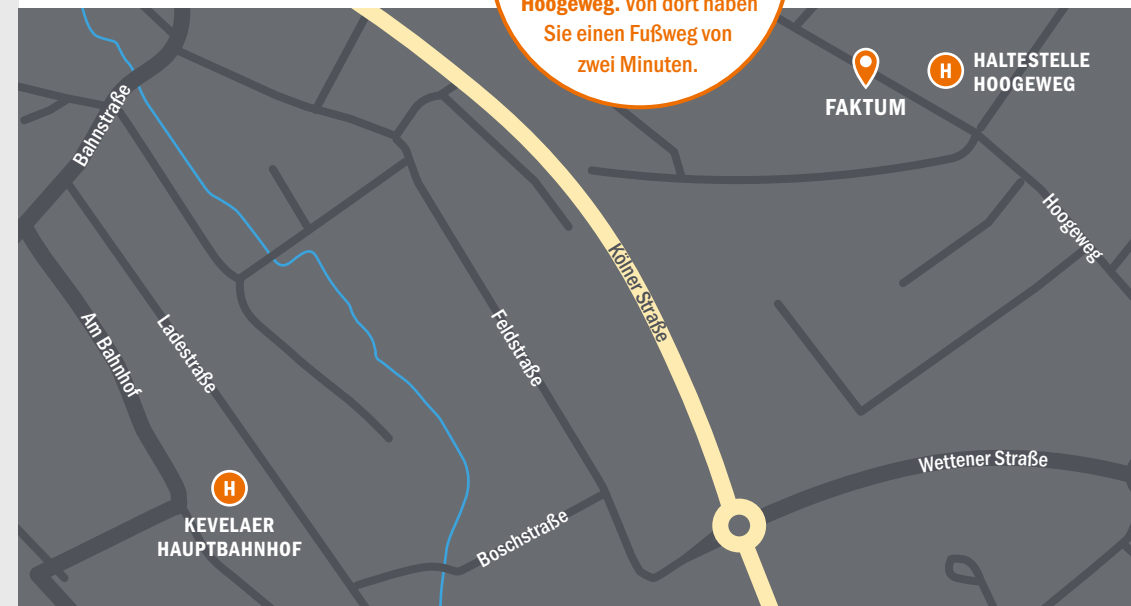 Hoogeweg. Von dort haben
Sie einen Fußweg von
zwei Minuten.
H
HALTESTELLE
HOOGEWEG
FAKTUM
Bahnstraße
Hoogeweg
Kölner Straße
Am Bahnhof
Ladestraße
Feldstraße
Wettener Straße
H
KEVELAER
HAUPTBAHNHOF
Boschstraße